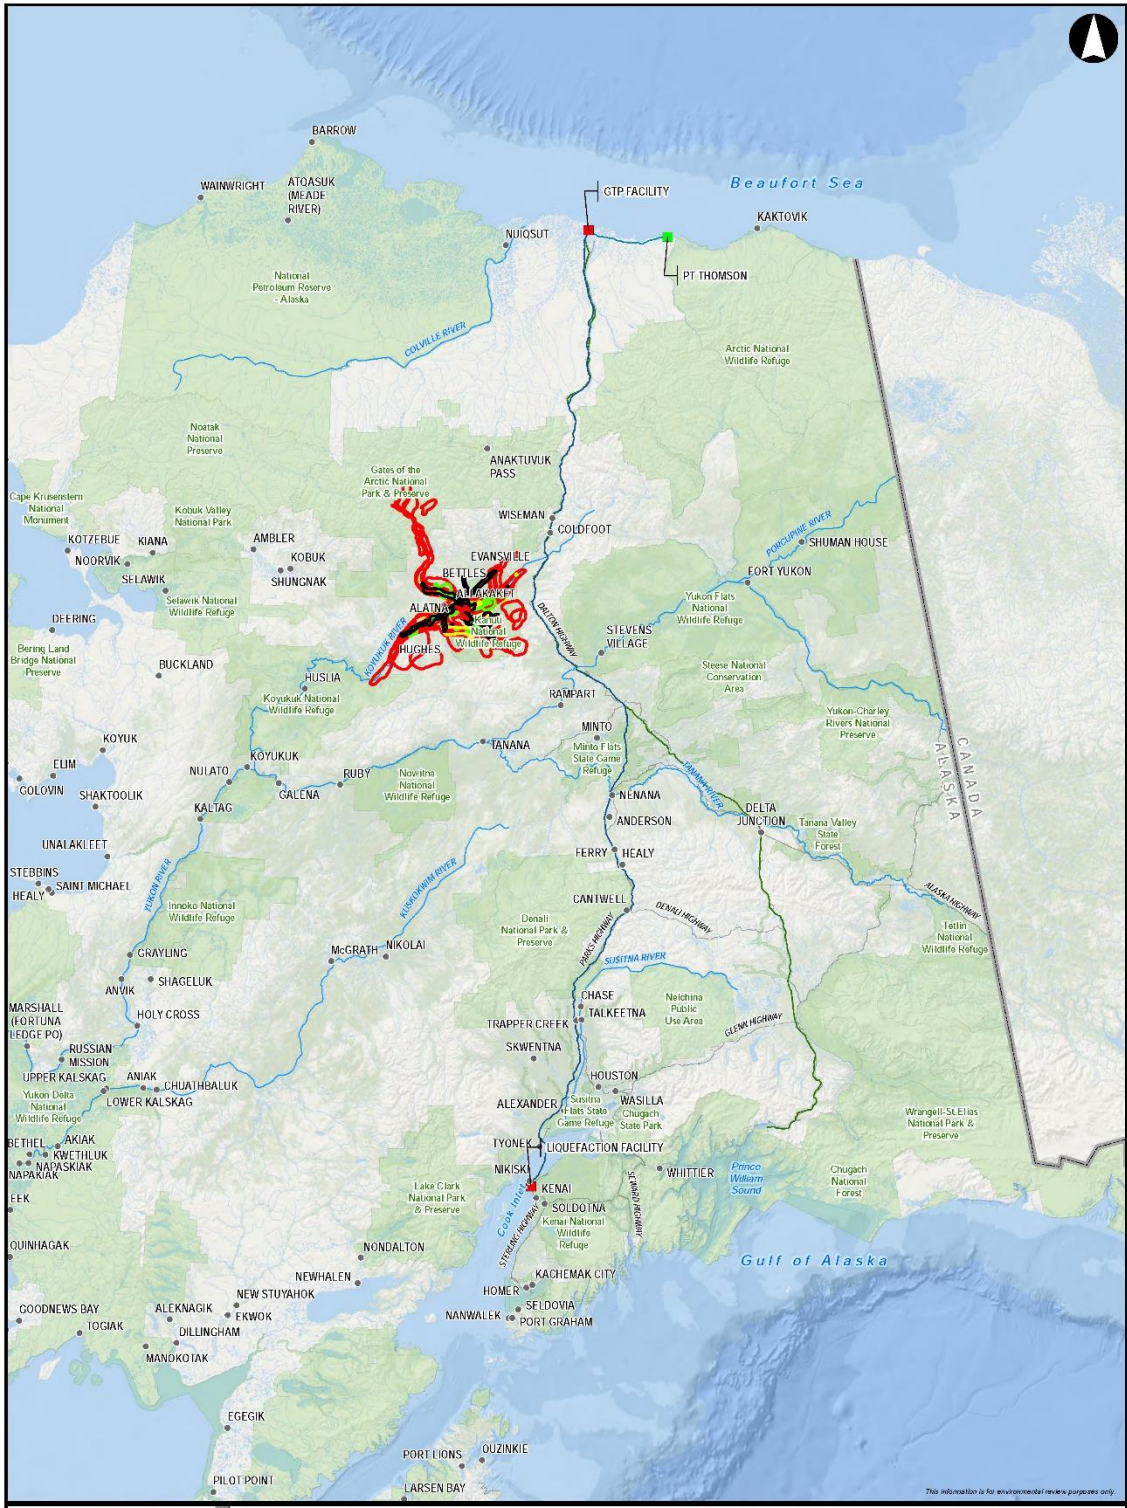 BARROW
WAINWRIGHT
ATQASUK
(MEADE
RIVER)
GTP FACILITY
Beaufort Sea
KAKTOVIK
NUIQSUT
PT THOMSON
National
Petroleum Reserve
- Alaska
COLVILLE RIVER
Arctic National
Wildlife Refuge
Noatak
National
Preserve
ANAKTUVUK
PASS
Gates of the
Arctic National
Park & Preserve
Cape Krusenstern
National
Monument
Kobuk Valley
National Park
WISEMAN
COLDFOOT
PORCUPINE RIVER
KOTZEBUE
KIANA
AMBLER
SHUMAN HOUSE
NOORVIK
KOBUK
EVANSVILLE
SELAWIK
SHUNGNAK
BETTLES
FORT YUKON
Selawik National
Wildlife Refuge
ALLAKAKET
ALATNA
Yukon Flats
National
Wildlife Refuge
DEERING
KOYUKUK RIVER
Kanuti
National
Wildlife Refuge
DALTON HIGHWAY
STEVENS
VILLAGE
Bering Land
Bridge National
Preserve
HUGHES
BUCKLAND
HUSLIA
Steese National
Conservation
Area
Koyukuk National
Wildlife Refuge
RAMPART
Yukon-Charley
Rivers National
Preserve
KOYUK
MINTO
TANANA
Minto Flats
State Game
Refuge
CANADA
ALASKA
ELIM
KOYUKUK
NULATO
RUBY
Nowitna
National
Wildlife Refuge
TANANA RIVER
GOLOVIN
SHAKTOOLIK
GALENA
NENANA
KALTAG
ANDERSON
DELTA
JUNCTION
Tanana Valley
State
Forest
UNALAKLEET
FERRY
HEALY
STEBBINS
SAINT MICHAEL
HEALY
YUKON RIVER
KUSKOKWIM RIVER
ALASKA HIGHWAY
Innoko National
Wildlife Refuge
CANTWELL
DENALI HIGHWAY
Denali
National Park &
Preserve
PARKS HIGHWAY
Tetlin
National
Wildlife Refuge
GRAYLING
McGRATH
NIKOLAI
SUSITNA RIVER
ANVIK
SHAGELUK
CHASE
TALKEETNA
Nelchina
Public
Use Area
MARSHALL
(FORTUNA
LEDGE PO)
HOLY CROSS
TRAPPER CREEK
GLENN HIGHWAY
RUSSIAN
MISSION
SKWENTNA
UPPER KALSKAG
ANIAK
CHUATHBALUK
HOUSTON
LOWER KALSKAG
Yukon Delta
National
Wildlife Refuge
ALEXANDER
Susitna
Flats State
Game Refuge
WASILLA
Chugach
State Park
Wrangell-St.Elias
National Park &
Preserve
BETHEL
AKIAK
KWETHLUK
NAPASKIAK
NAPAKIAK
TYONEK
LIQUEFACTION FACILITY
NIKISKI
WHITTIER
Prince
William
Sound
Chugach
National
Forest
EEK
Lake Clark
National Park
& Preserve
Cook Inlet
KENAI
SOLDOTNA
SEWARD HIGHWAY
STERLING HIGHWAY
Kenai National
Wildlife
Refuge
QUINHAGAK
NONDALTON
Gulf of Alaska
NEWHALEN
KACHEMAK CITY
HOMER
NEW STUYAHOK
GOODNEWS BAY
ALEKNAGIK
EKWOK
SELDOVIA
NANWALEK
PORT GRAHAM
TOGIAK
DILLINGHAM
MANOKOTAK
EGEGIK
PORT LIONS
OUZINKIE
PILOT POINT
LARSEN BAY
This information is for environmental review purposes only.